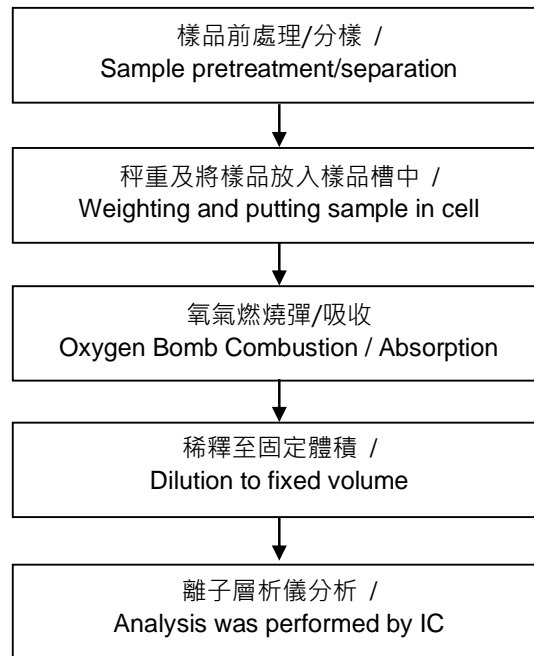 樣品前處理/分樣 /
Sample pretreatment/separation
秤重及將樣品放入樣品槽中 /
Weighting and putting sample in cell
氧氣燃燒彈/吸收
Oxygen Bomb Combustion / Absorption
稀釋至固定體積 /
Dilution to fixed volume
離子層析儀分析 /
Analysis was performed by IC